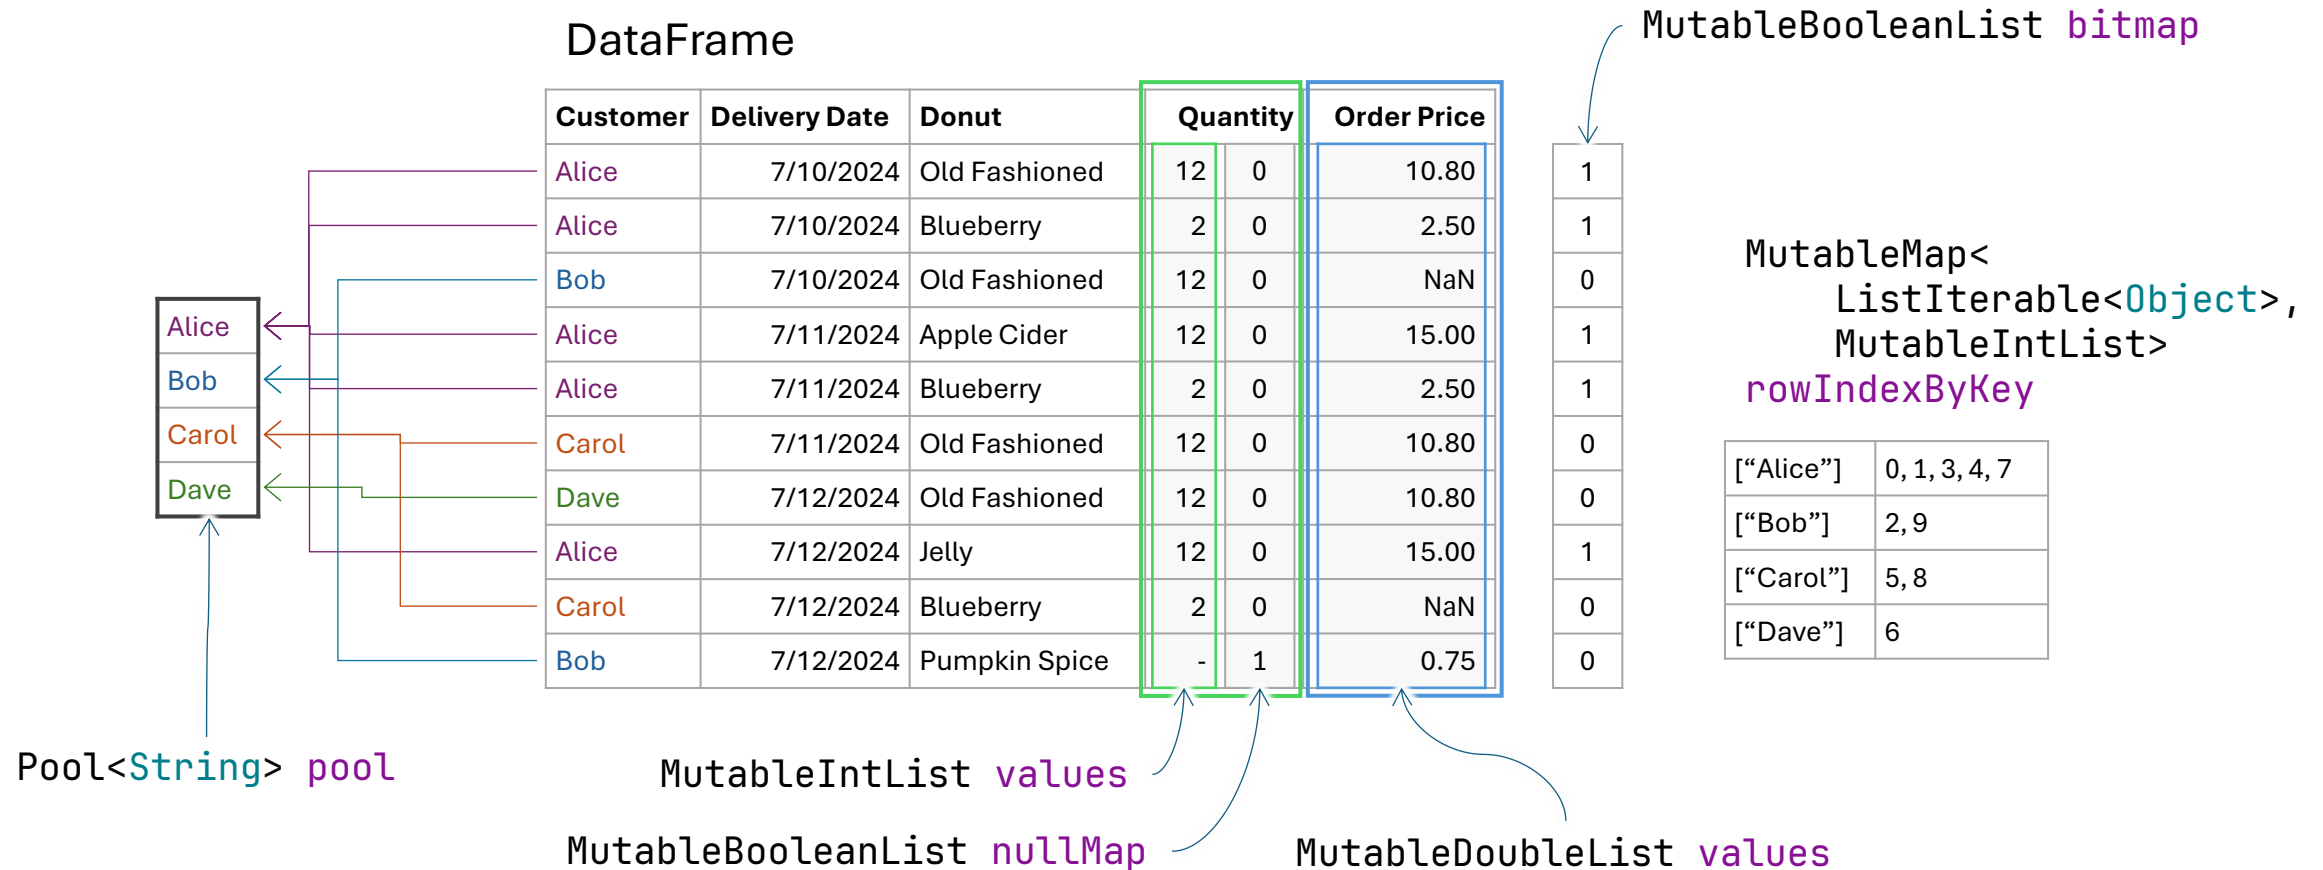 MutableBooleanList bitmap
DataFrame
Customer Delivery Date Donut Quantity Order Price
Alice 7/10/2024 Old Fashioned 12 0 10.80 1
Alice 7/10/2024 Blueberry 2 0 2.50 1
Bob 7/10/2024 Old Fashioned 12 0 NaN 0
Alice 7/11/2024 Apple Cider 12 0 15.00 1
Alice 7/11/2024 Blueberry 2 0 2.50 1
Carol 7/11/2024 Old Fashioned 12 0 10.80 0
Dave 7/12/2024 Old Fashioned 12 0 10.80 0
Alice 7/12/2024 Jelly 12 0 15.00 1
Carol 7/12/2024 Blueberry 2 0 NaN 0
Bob 7/12/2024 Pumpkin Spice - 1 0.75 0
Alice
Bob
Carol
Dave
MutableMap<
ListIterable<Object>,
MutableIntList>
rowIndexByKey
[“Alice”] 0, 1, 3, 4, 7
[“Bob”] 2, 9
[“Carol”] 5, 8
[“Dave”] 6
Pool<String> pool
MutableIntList values
MutableBooleanList nullMap
MutableDoubleList values